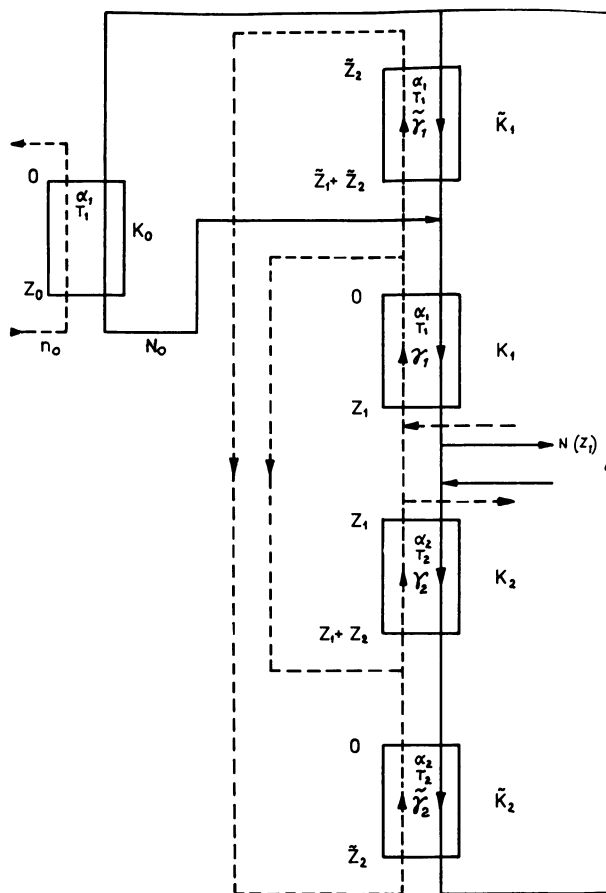 Z̃₂
α₁
T₁
γ̃₁
K̃₁
Z̃₁ + Z̃₂
0
α₁
T₁
K₀
Z₀
n₀
N₀
0
α₁
T₁
γ₁
K₁
Z₁
N (Z₁)
Z₁
α₂
T₂
γ₂
K₂
Z₁ + Z₂
0
α₂
T₂
γ̃₂
K̃₂
Z̃₂